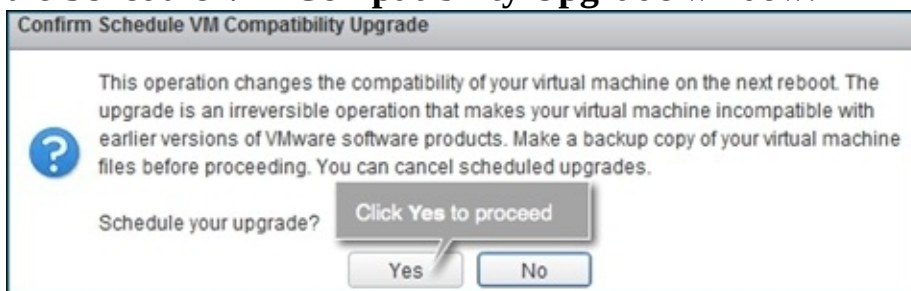 Confirm Schedule VM Compatibility Upgrade
This operation changes the compatibility of your virtual machine on the next reboot. The
upgrade is an irreversible operation that makes your virtual machine incompatible with
earlier versions of VMware software products. Make a backup copy of your virtual machine
files before proceeding. You can cancel scheduled upgrades.
Schedule your upgrade?
Click Yes to proceed
Yes No